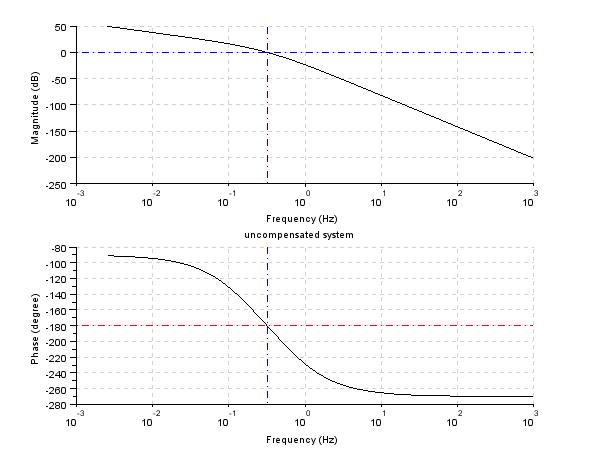 50
0
-50
-100
-150
-200
-250
Magnitude (dB)
10 -3 10 -2 10 -1 10 0 10 1 10 2 10 3
Frequency (Hz)
uncompensated system
-80
-100
-120
-140
-160
-180
-200
-220
-240
-260
-280
Phase (degree)
10 -3 10 -2 10 -1 10 0 10 1 10 2 10 3
Frequency (Hz)